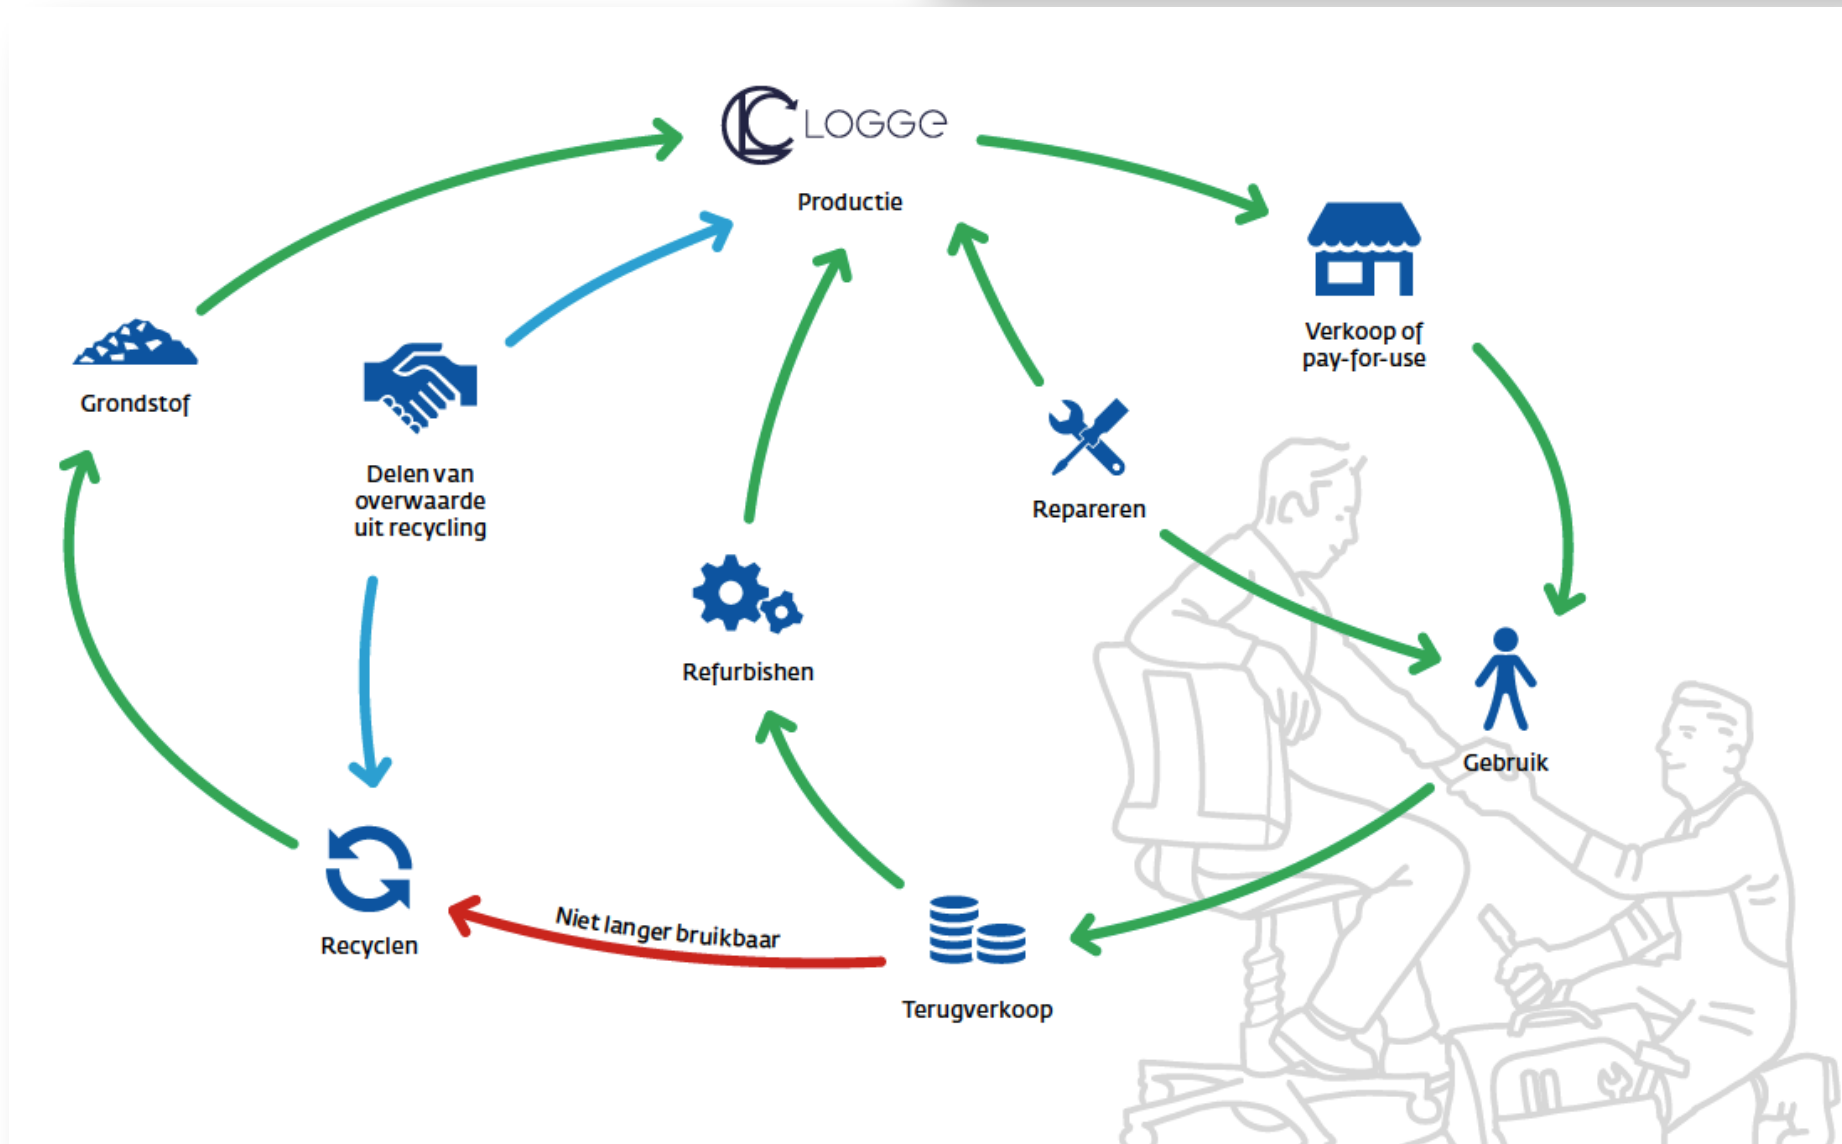 LOGGE
Productie
Verkoop of
pay-for-use
Grondstof
Delen van
overwaarde
uit recycling
Repareren
Refurbishen
Gebruik
Niet langer bruikbaar
Recyclen
Terugverkoop